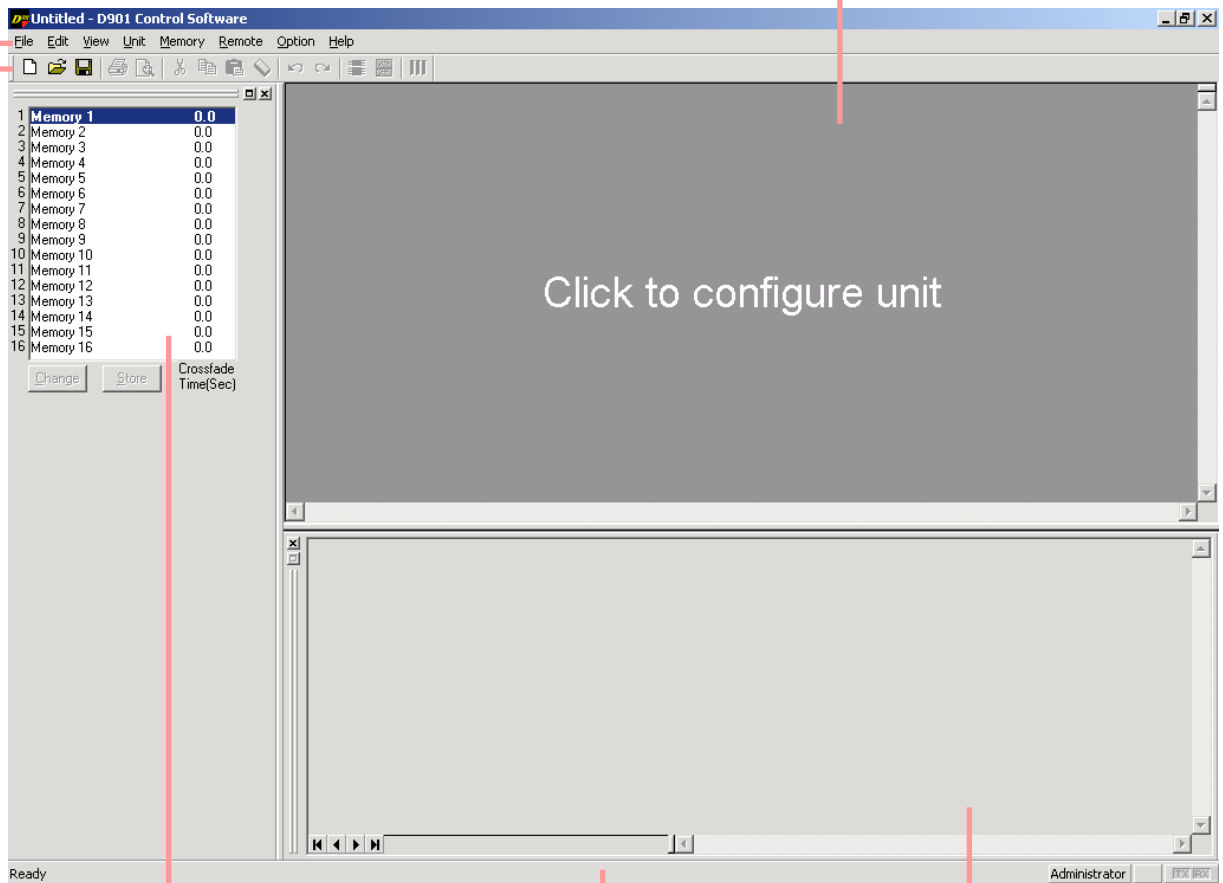 Untitled - D901 Control Software
File Edit View Unit Memory Remote Option Help
1 Memory 1 0.0
2 Memory 2 0.0
3 Memory 3 0.0
4 Memory 4 0.0
5 Memory 5 0.0
6 Memory 6 0.0
7 Memory 7 0.0
8 Memory 8 0.0
9 Memory 9 0.0
10 Memory 10 0.0
11 Memory 11 0.0
12 Memory 12 0.0
13 Memory 13 0.0
14 Memory 14 0.0
15 Memory 15 0.0
16 Memory 16 0.0
Change Store Crossfade
Time(Sec)
Click to configure unit
Ready Administrator TX RX